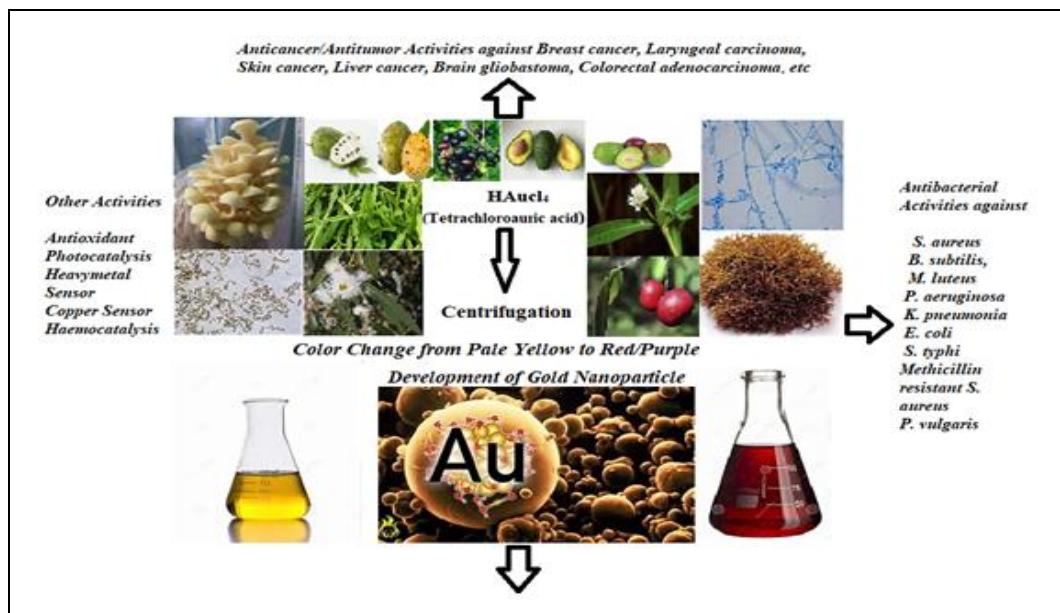 Anticancer/Antitumor Activities against Breast cancer, Laryngeal carcinoma,
Skin cancer, Liver cancer, Brain gliobastoma, Colorectal adenocarcinoma, etc
HAucl₄
(Tetrachloroauric acid)
Centrifugation
Other Activities
Antioxidant
Photocatalysis
Heavymetal
Sensor
Copper Sensor
Haemocatalysis
Antibacterial
Activities against
S. aureus
B. subtilis,
M. luteus
P. aeruginosa
K. pneumonia
E. coli
S. typhi
Methicillin
resistant S.
aureus
P. vulgaris
Color Change from Pale Yellow to Red/Purple
Development of Gold Nanoparticle
Au